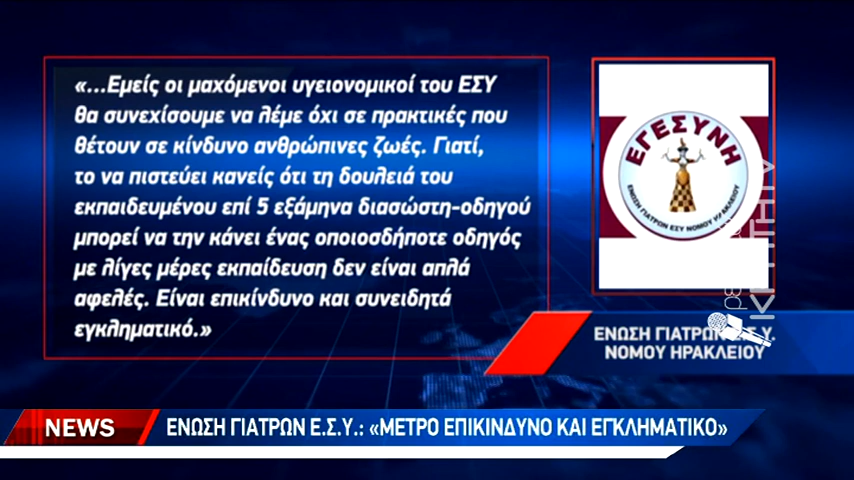 «...Εμείς οι μαχόμενοι υγειονομικοί του ΕΣΥ
θα συνεχίσουμε να λέμε όχι σε πρακτικές που
θέτουν σε κίνδυνο ανθρώπινες ζωές. Γιατί,
το να πιστεύει κανείς ότι τη δουλειά του
εκπαιδευμένου επί 5 εξάμηνα διασώστη-οδηγού
μπορεί να την κάνει ένας οποιοσδήποτε οδηγός
με λίγες μέρες εκπαίδευση δεν είναι απλά
αφελές. Είναι επικίνδυνο και συνειδητά
εγκληματικό.»
ΕΓΕΣΥΝΗ
ΕΝΩΣΗ ΓΙΑΤΡΩΝ ΕΣΥ ΝΟΜΟΥ ΗΡΑΚΛΕΙΟΥ
ΕΝΩΣΗ ΓΙΑΤΡΩΝ Ε.Σ.Υ.
ΝΟΜΟΥ ΗΡΑΚΛΕΙΟΥ
NEWS
ΕΝΩΣΗ ΓΙΑΤΡΩΝ Ε.Σ.Υ.: «ΜΕΤΡΟ ΕΠΙΚΙΝΔΥΝΟ ΚΑΙ ΕΓΚΛΗΜΑΤΙΚΟ»